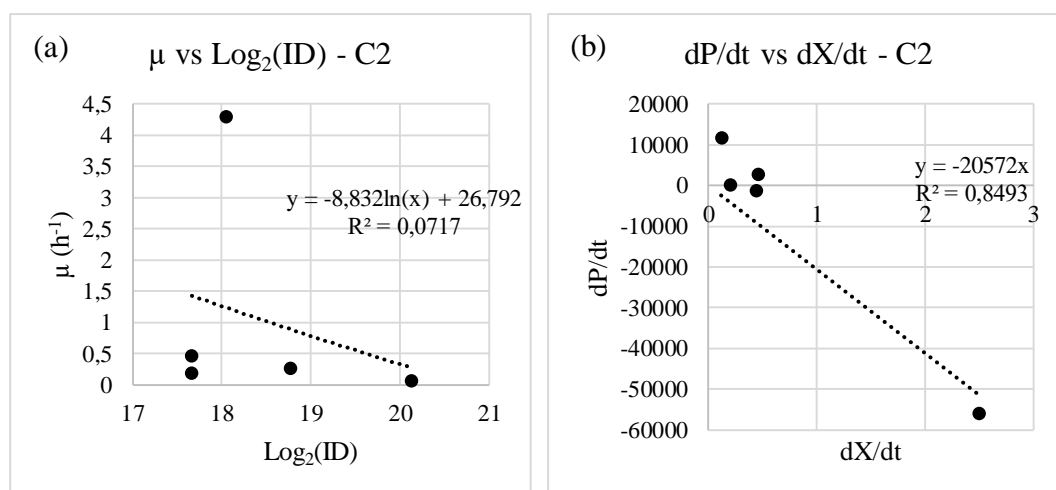 (a)
μ vs Log₂(ID) - C2
4,5
4
3,5
3
2,5
2
1,5
1
0,5
0
μ (h⁻¹)
y = -8,832ln(x) + 26,792
R² = 0,0717
17 18 19 20 21
Log₂(ID)
(b)
dP/dt vs dX/dt - C2
20000
10000
0
-10000
-20000
-30000
-40000
-50000
-60000
dP/dt
y = -20572x
R² = 0,8493
0 1 2 3
dX/dt